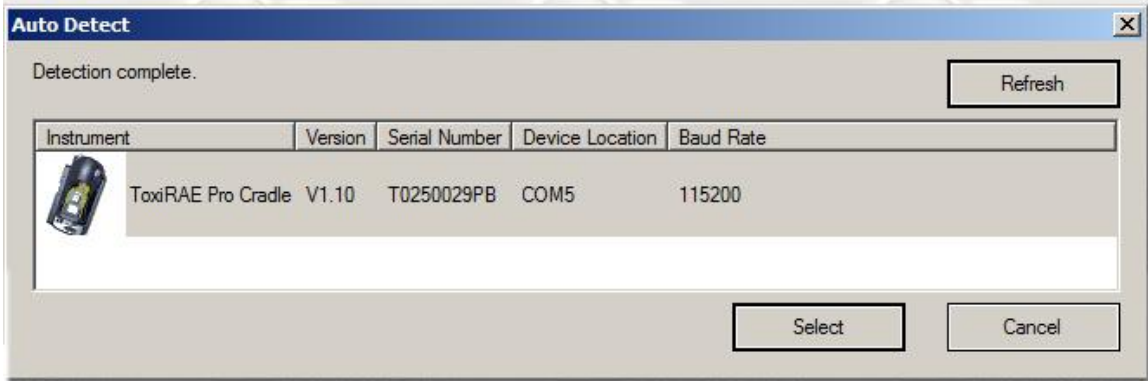 Auto Detect
Detection complete.
Refresh
Instrument Version Serial Number Device Location Baud Rate
ToxiRAE Pro Cradle V1.10 T0250029PB COM5 115200
Select Cancel